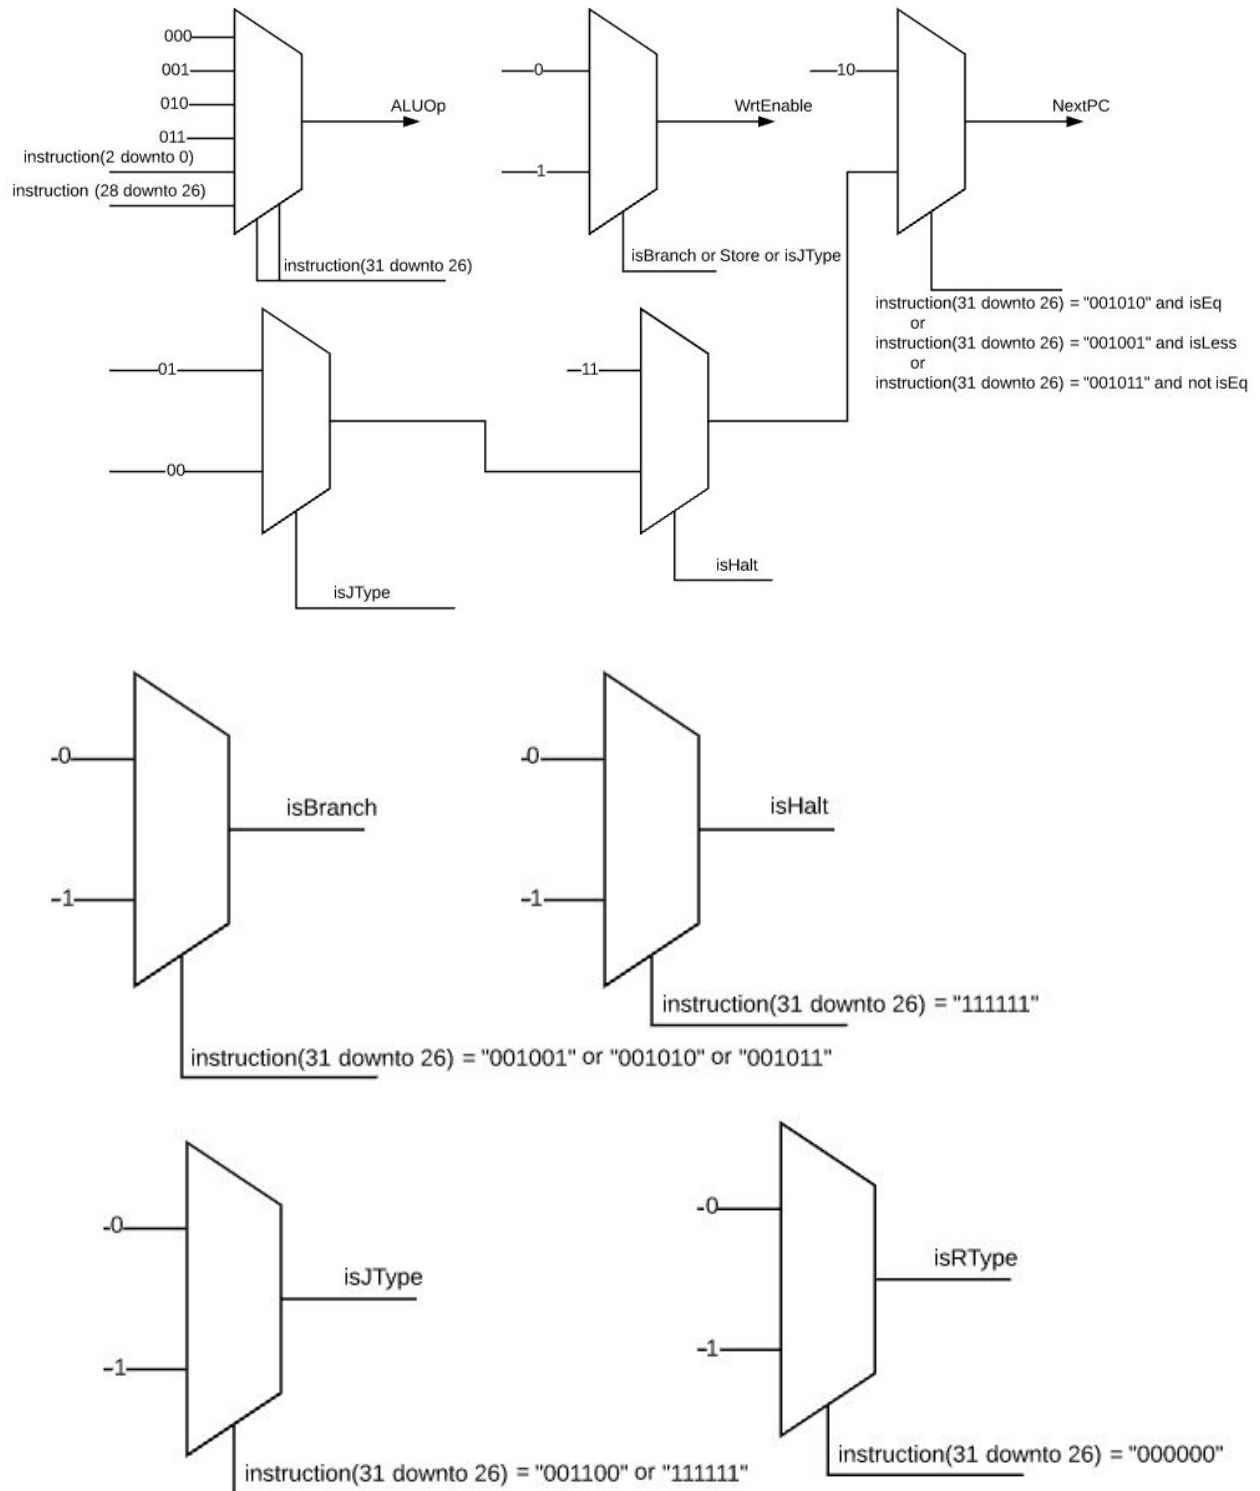 000
001
010
011
instruction(2 downto 0)
instruction (28 downto 26)
ALUOp
instruction(31 downto 26)
0
1
WrtEnable
isBranch or Store or isJType
10
NextPC
instruction(31 downto 26) = "001010" and isEq
or
instruction(31 downto 26) = "001001" and isLess
or
instruction(31 downto 26) = "001011" and not isEq
01
00
isJType
11
isHalt
0
1
isBranch
instruction(31 downto 26) = "001001" or "001010" or "001011"
0
1
isHalt
instruction(31 downto 26) = "111111"
0
1
isJType
instruction(31 downto 26) = "001100" or "111111"
0
1
isRType
instruction(31 downto 26) = "000000"